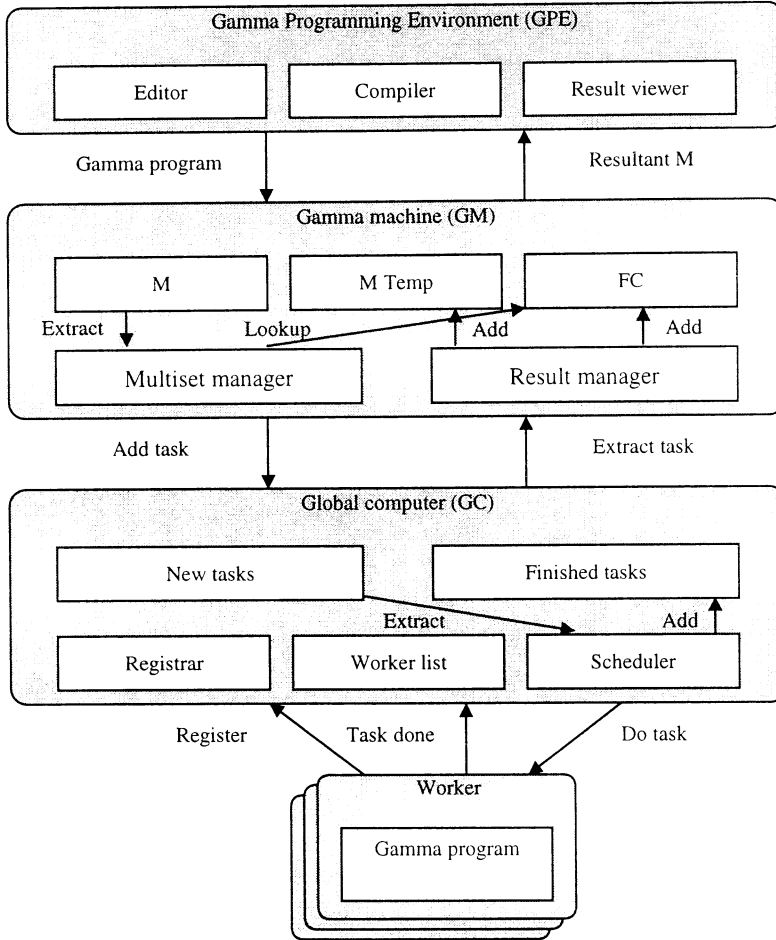 Gamma Programming Environment (GPE)
Editor
Compiler
Result viewer
Gamma program
Resultant M
Gamma machine (GM)
M
M Temp
FC
Extract
Lookup
Add
Add
Multiset manager
Result manager
Add task
Extract task
Global computer (GC)
New tasks
Finished tasks
Extract
Add
Registrar
Worker list
Scheduler
Register
Task done
Do task
Worker
Gamma program